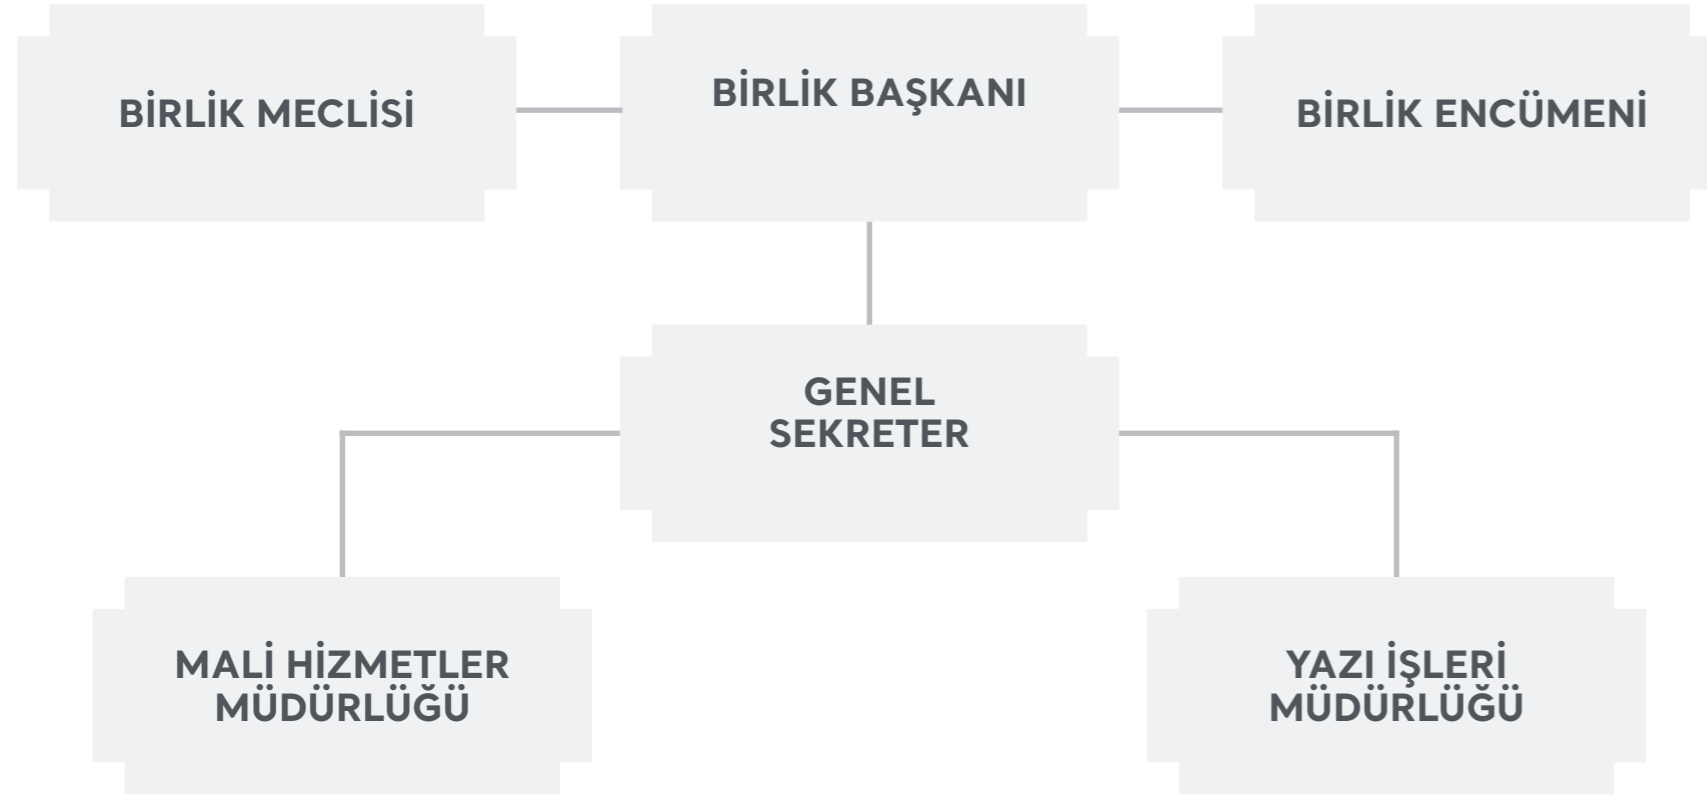 BİRLİK MECLİSİ
BİRLİK BAŞKANI
BİRLİK ENCÜMENİ
GENEL
SEKRETER
MALİ HİZMETLER
MÜDÜRLÜĞÜ
YAZI İŞLERİ
MÜDÜRLÜĞÜ